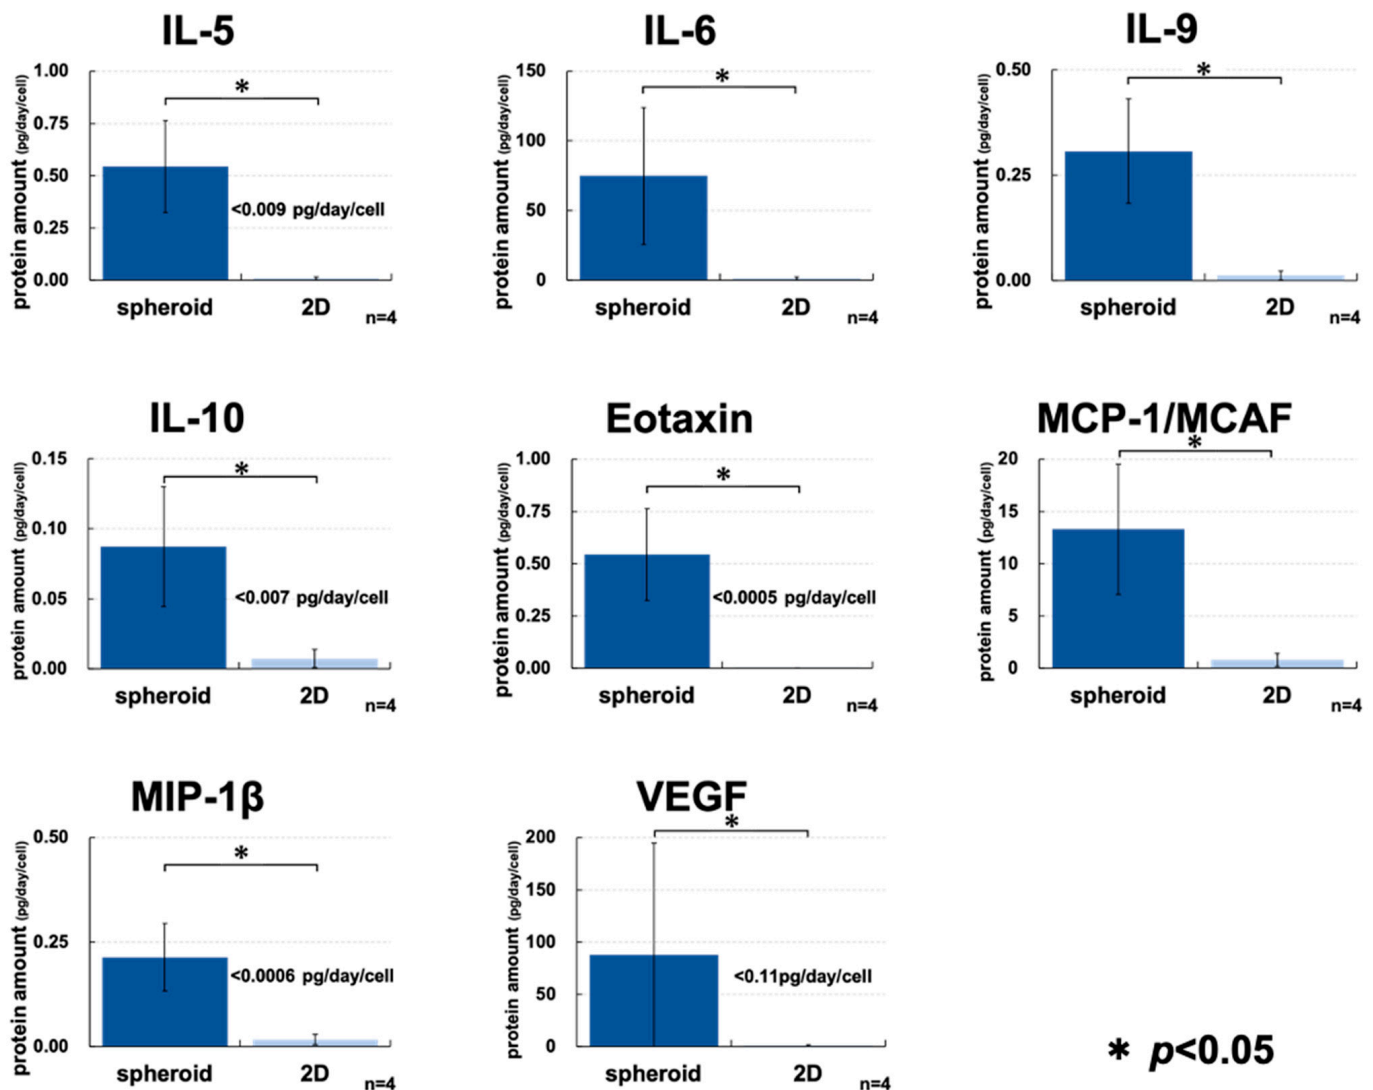 IL-5
protein amount (pg/day/cell)
1.00
0.75
0.50
0.25
0.00
*
<0.009 pg/day/cell
spheroid 2D
n=4
IL-6
protein amount (pg/day/cell)
150
100
50
0
*
spheroid 2D
n=4
IL-9
protein amount (pg/day/cell)
0.50
0.25
0.00
*
spheroid 2D
n=4
IL-10
protein amount (pg/day/cell)
0.15
0.10
0.05
0.00
*
<0.007 pg/day/cell
spheroid 2D
n=4
Eotaxin
protein amount (pg/day/cell)
1.00
0.75
0.50
0.25
0.00
*
<0.0005 pg/day/cell
spheroid 2D
n=4
MCP-1/MCAF
protein amount (pg/day/cell)
20
15
10
5
0
*
spheroid 2D
n=4
MIP-1β
protein amount (pg/day/cell)
0.50
0.25
0.00
*
<0.0006 pg/day/cell
spheroid 2D
n=4
VEGF
protein amount (pg/day/cell)
200
150
100
50
0
*
<0.11pg/day/cell
spheroid 2D
n=4
* p<0.05